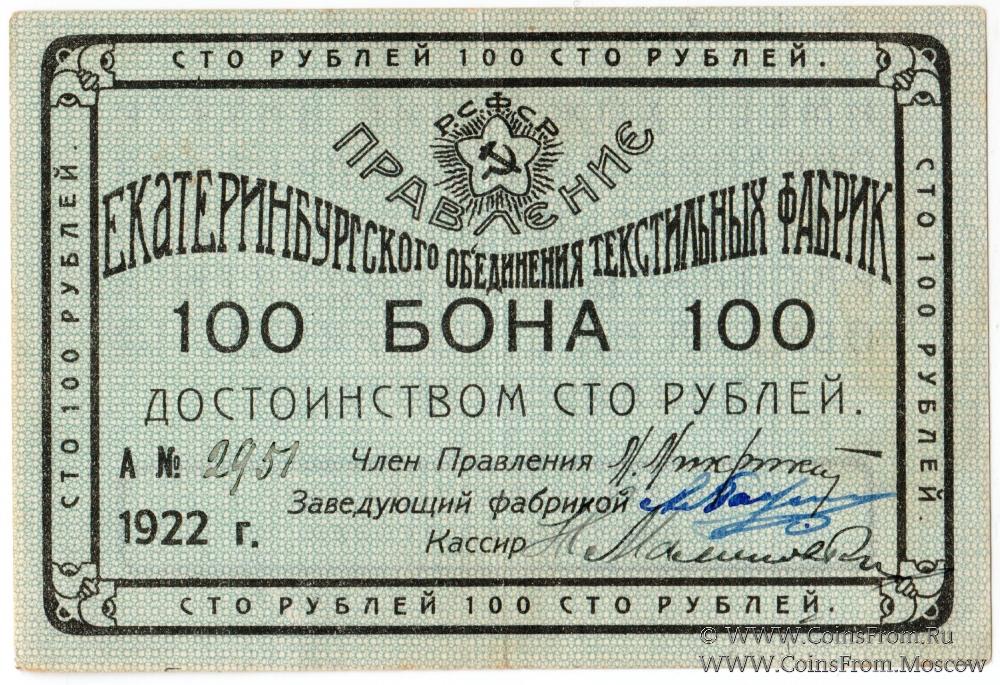 СТО РУБЛЕЙ 100 СТО РУБЛЕЙ.
Р.С.Ф.С.Р.
ПРАВЛЕНИЕ
ЕКАТЕРИНБУРГСКОГО ОБЪЕДИНЕНИЯ ТЕКСТИЛЬНЫХ ФАБРИК
100 БОНА 100
ДОСТОИНСТВОМ СТО РУБЛЕЙ.
А № 2951
Член Правления
Заведующий фабрикой
1922 г.
Кассир
СТО 100 РУБЛЕЙ.
СТО 100 РУБЛЕЙ.
СТО РУБЛЕЙ 100 СТО РУБЛЕЙ.
© WWW.CoinsFrom.Ru
WWW.CoinsFrom.Moscow